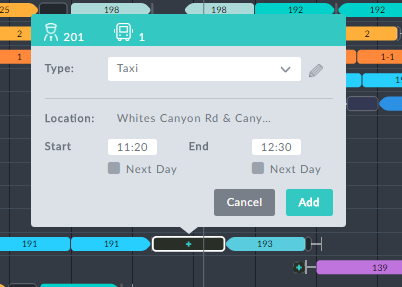 25 198 198 192 192
201 1
2 2
1 1-1
Type: Taxi
Location: Whites Canyon Rd & Cany...
Start 11:20 End 12:30
Next Day Next Day
Cancel Add
191 191 + 193
+ 139
+